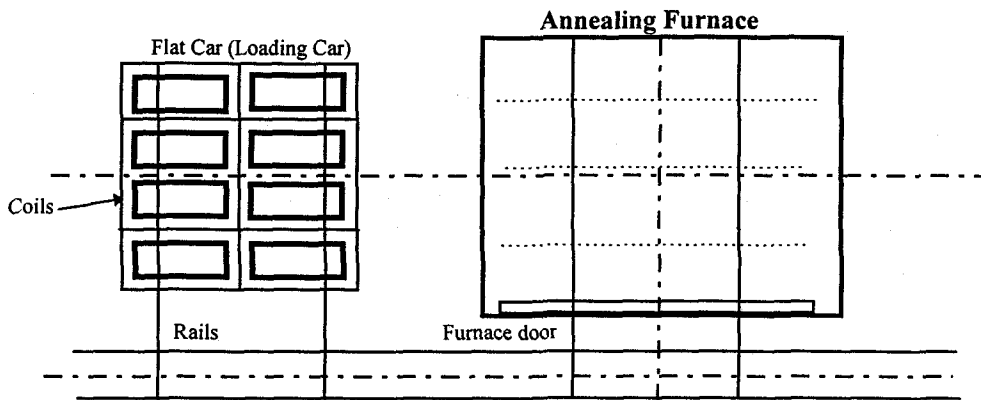 Annealing Furnace
Flat Car (Loading Car)
Coils
Rails
Furnace door